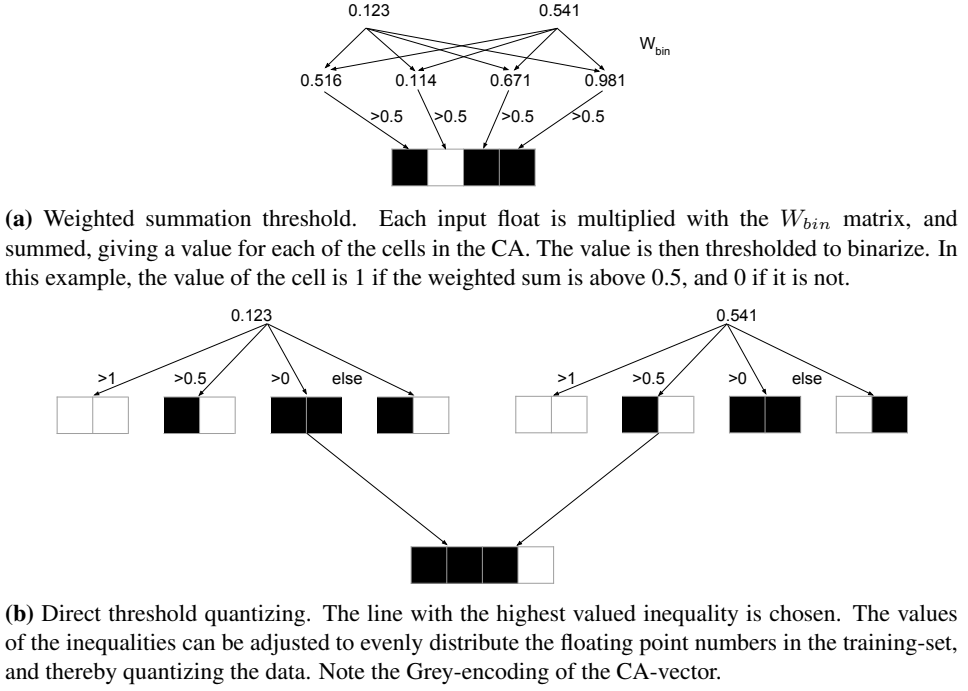 0.123 0.541
W_bin
0.516 0.114 0.671 0.981
>0.5 >0.5 >0.5 >0.5
(a) Weighted summation threshold. Each input float is multiplied with the W_bin matrix, and
summed, giving a value for each of the cells in the CA. The value is then thresholded to binarize. In
this example, the value of the cell is 1 if the weighted sum is above 0.5, and 0 if it is not.
0.123 0.541
>1 >0.5 >0 else >1 >0.5 >0 else
(b) Direct threshold quantizing. The line with the highest valued inequality is chosen. The values
of the inequalities can be adjusted to evenly distribute the floating point numbers in the training-set,
and thereby quantizing the data. Note the Grey-encoding of the CA-vector.